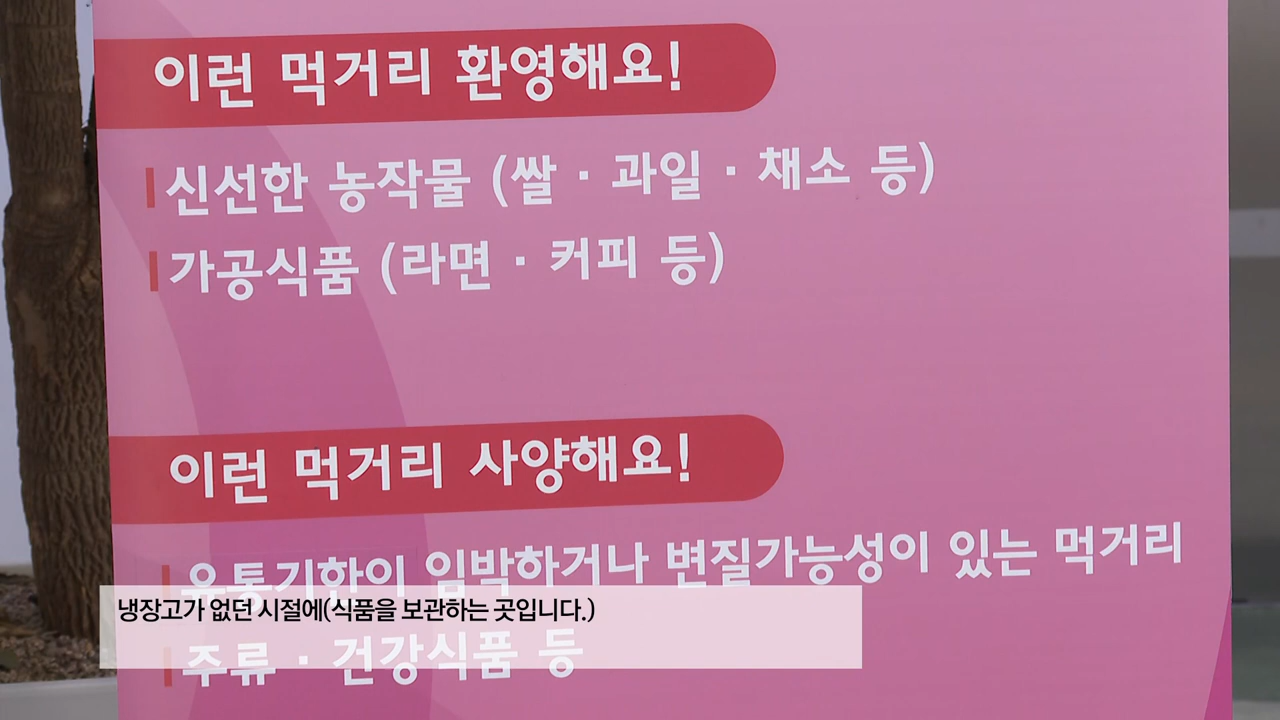 이런 먹거리 환영해요!
신선한 농작물 (쌀 · 과일 · 채소 등)
가공식품 (라면 · 커피 등)
이런 먹거리 사양해요!
유통기한이 임박하거나 변질가능성이 있는 먹거리
냉장고가 없던 시절에(식품을 보관하는 곳입니다.)
주류 · 건강식품 등